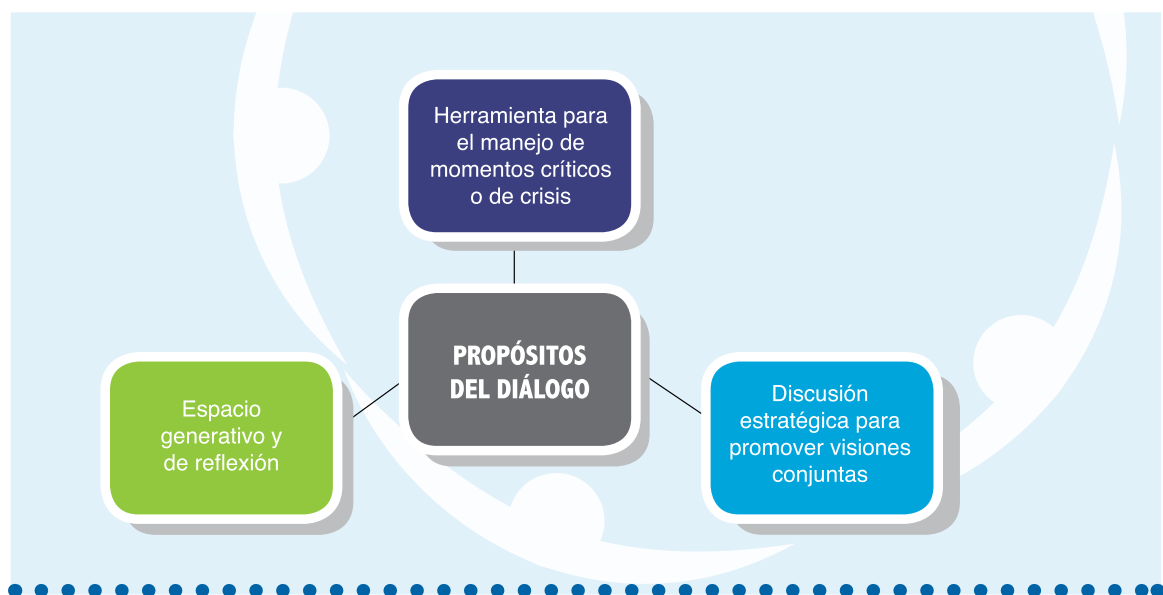 Herramienta para
el manejo de
momentos críticos
o de crisis
PROPÓSITOS
DEL DIÁLOGO
Espacio
generativo y
de reflexión
Discusión
estratégica para
promover visiones
conjuntas